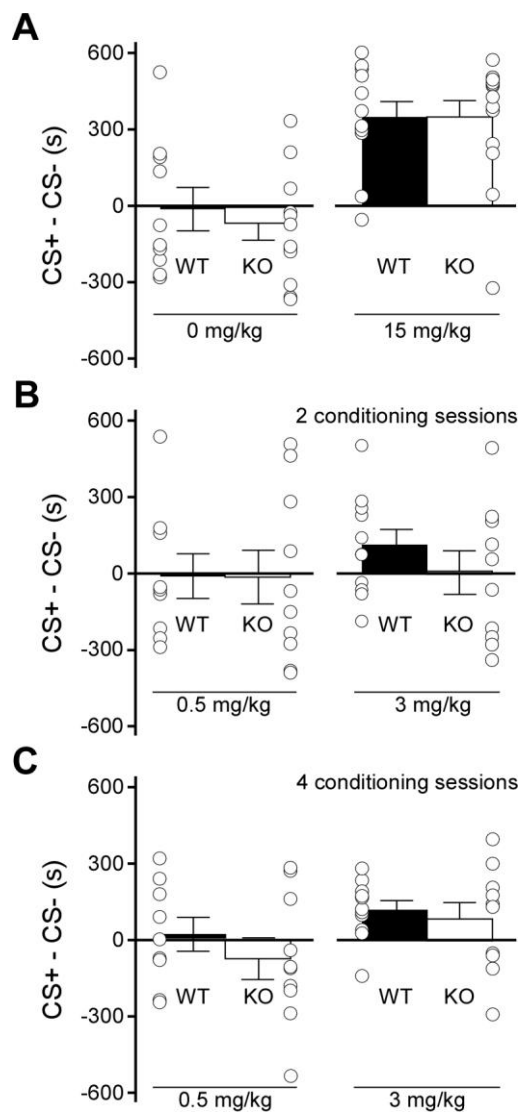 A
CS+ - CS- (s)
600
300
0
-300
-600
WT KO WT KO
0 mg/kg 15 mg/kg
B
2 conditioning sessions
CS+ - CS- (s)
600
300
0
-300
-600
WT KO WT KO
0.5 mg/kg 3 mg/kg
C
4 conditioning sessions
CS+ - CS- (s)
600
300
0
-300
-600
WT KO WT KO
0.5 mg/kg 3 mg/kg